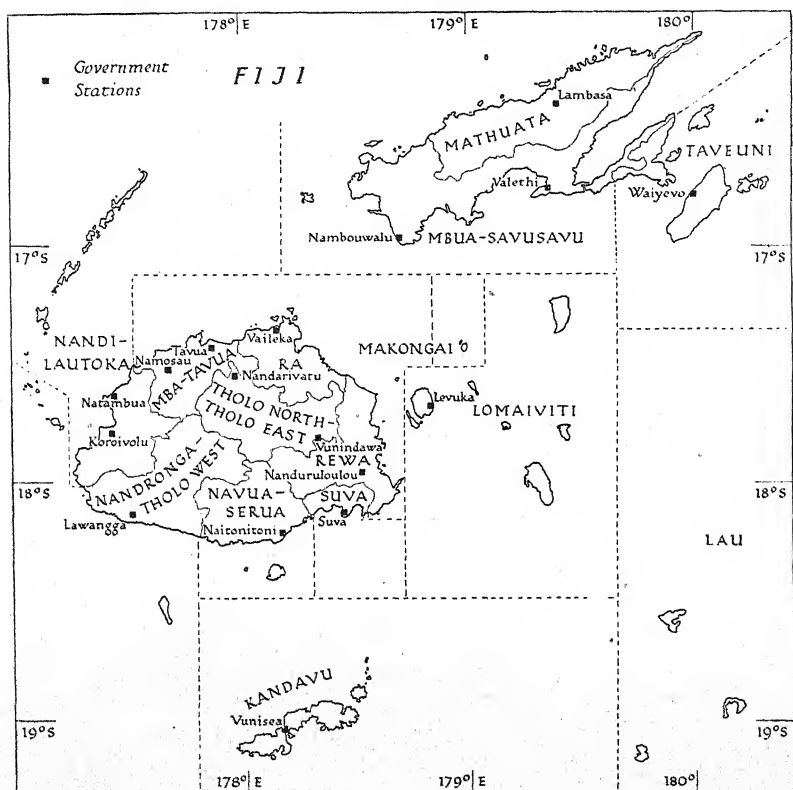 178° E
179° E
180°
Government
Stations
FIJI
Lambasa
MATHUATA
TAVEUNI
Valethi
Waiyevo
Nambouwalu
MBUA-SAVUSAVU
17° S
17° S
NANDI-
LAUTOKA
Tavua
Vaileka
Namosau
MBA-TAVUA
RA
Nandarivatu
MAKONGAI
Natambua
THOLO NORTH-
THOLO EAST
Levuka
LOMAIVITI
Koroivolu
Vunindawa
REWA
Nanduruloulou
NANDRONGA-
THOLO WEST
NAVUA-
SERUA
SUVA
18° S
18° S
Lawangga
Naitonitoni
Suva
LAU
KANDAVU
Vunisea
19° S
19° S
178° E
179° E
180°